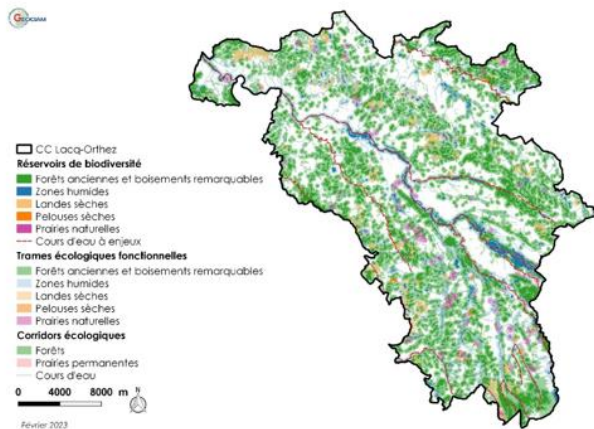 GEODIAM
CC Lacq-Orthez
Réservoirs de biodiversité
Forêts anciennes et boisements remarquables
Zones humides
Landes sèches
Pelouses sèches
Prairies naturelles
Cours d'eau à enjeux
Trames écologiques fonctionnelles
Forêts anciennes et boisements remarquables
Zones humides
Landes sèches
Pelouses sèches
Prairies naturelles
Corridors écologiques
Forêts
Prairies permanentes
Cours d'eau
0 4000 8000 m
N
Février 2023